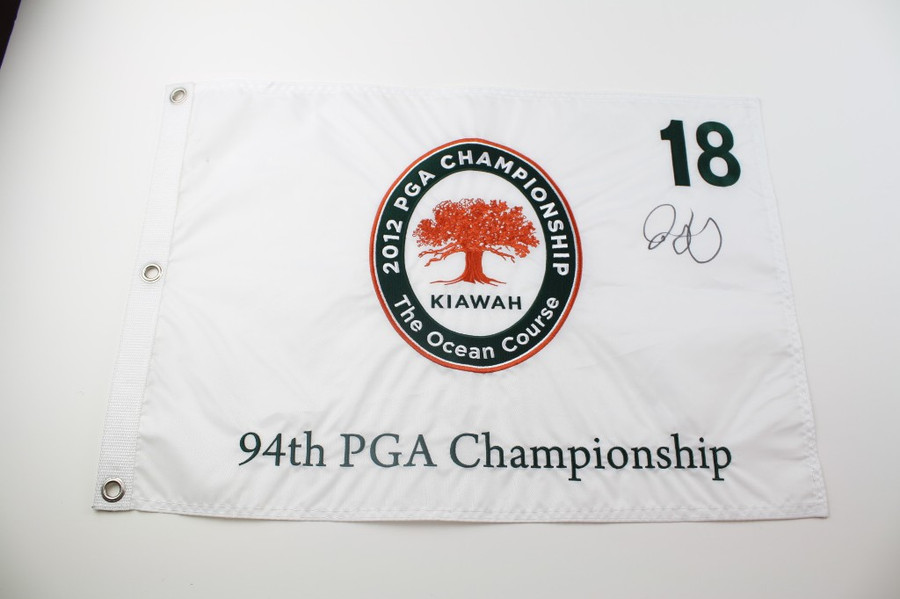 18
2012 PGA CHAMPIONSHIP
KIAWAH
The Ocean Course
94th PGA Championship